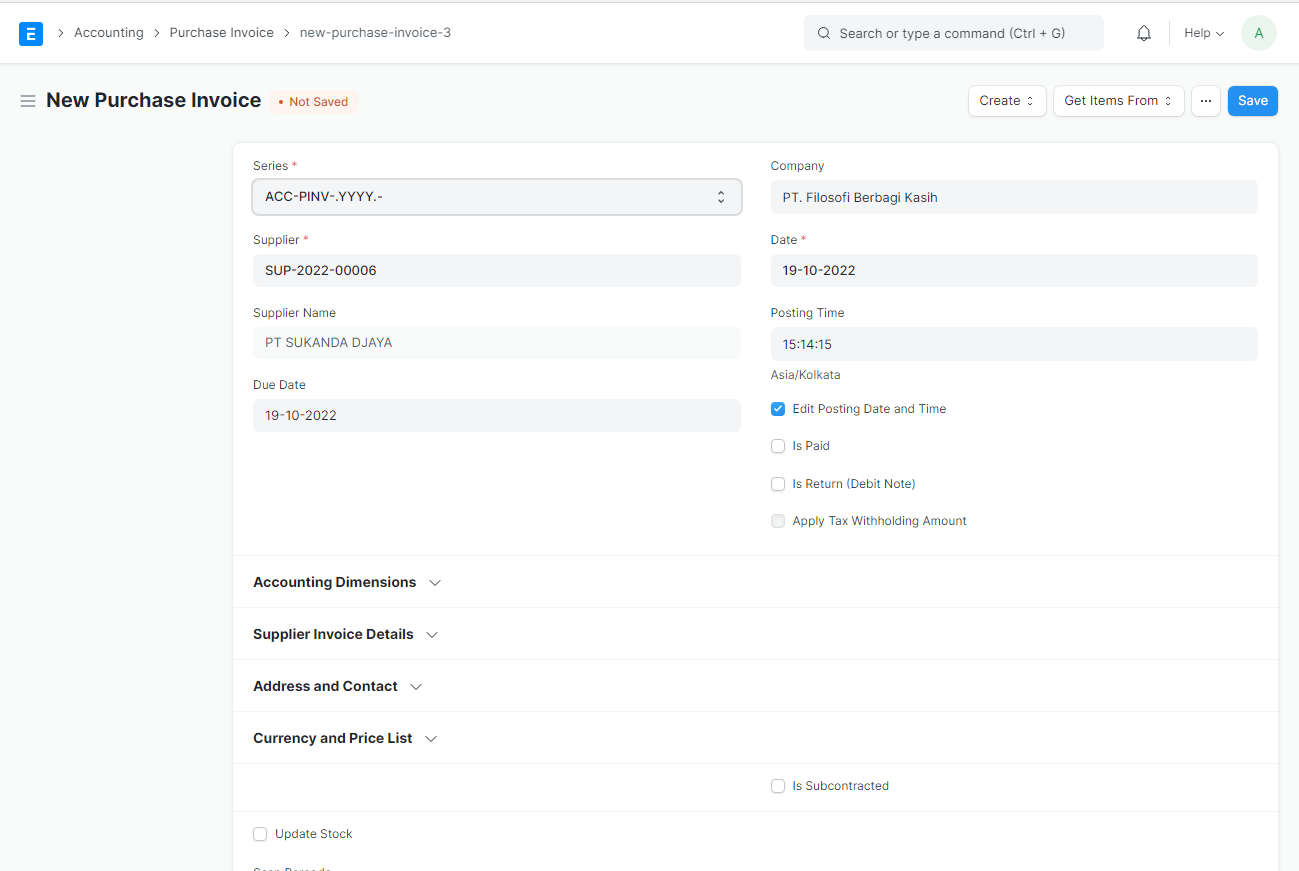 E > Accounting > Purchase Invoice > new-purchase-invoice-3
Search or type a command (Ctrl + G)
Help
A
New Purchase Invoice
• Not Saved
Create
Get Items From
...
Save
Series *
ACC-PINV-.YYYY.-
Company
PT. Filosofi Berbagi Kasih
Supplier *
SUP-2022-00006
Date *
19-10-2022
Supplier Name
PT SUKANDA DJAYA
Posting Time
15:14:15
Asia/Kolkata
Due Date
19-10-2022
Edit Posting Date and Time
Is Paid
Is Return (Debit Note)
Apply Tax Withholding Amount
Accounting Dimensions
Supplier Invoice Details
Address and Contact
Currency and Price List
Is Subcontracted
Update Stock
Scan Barcode